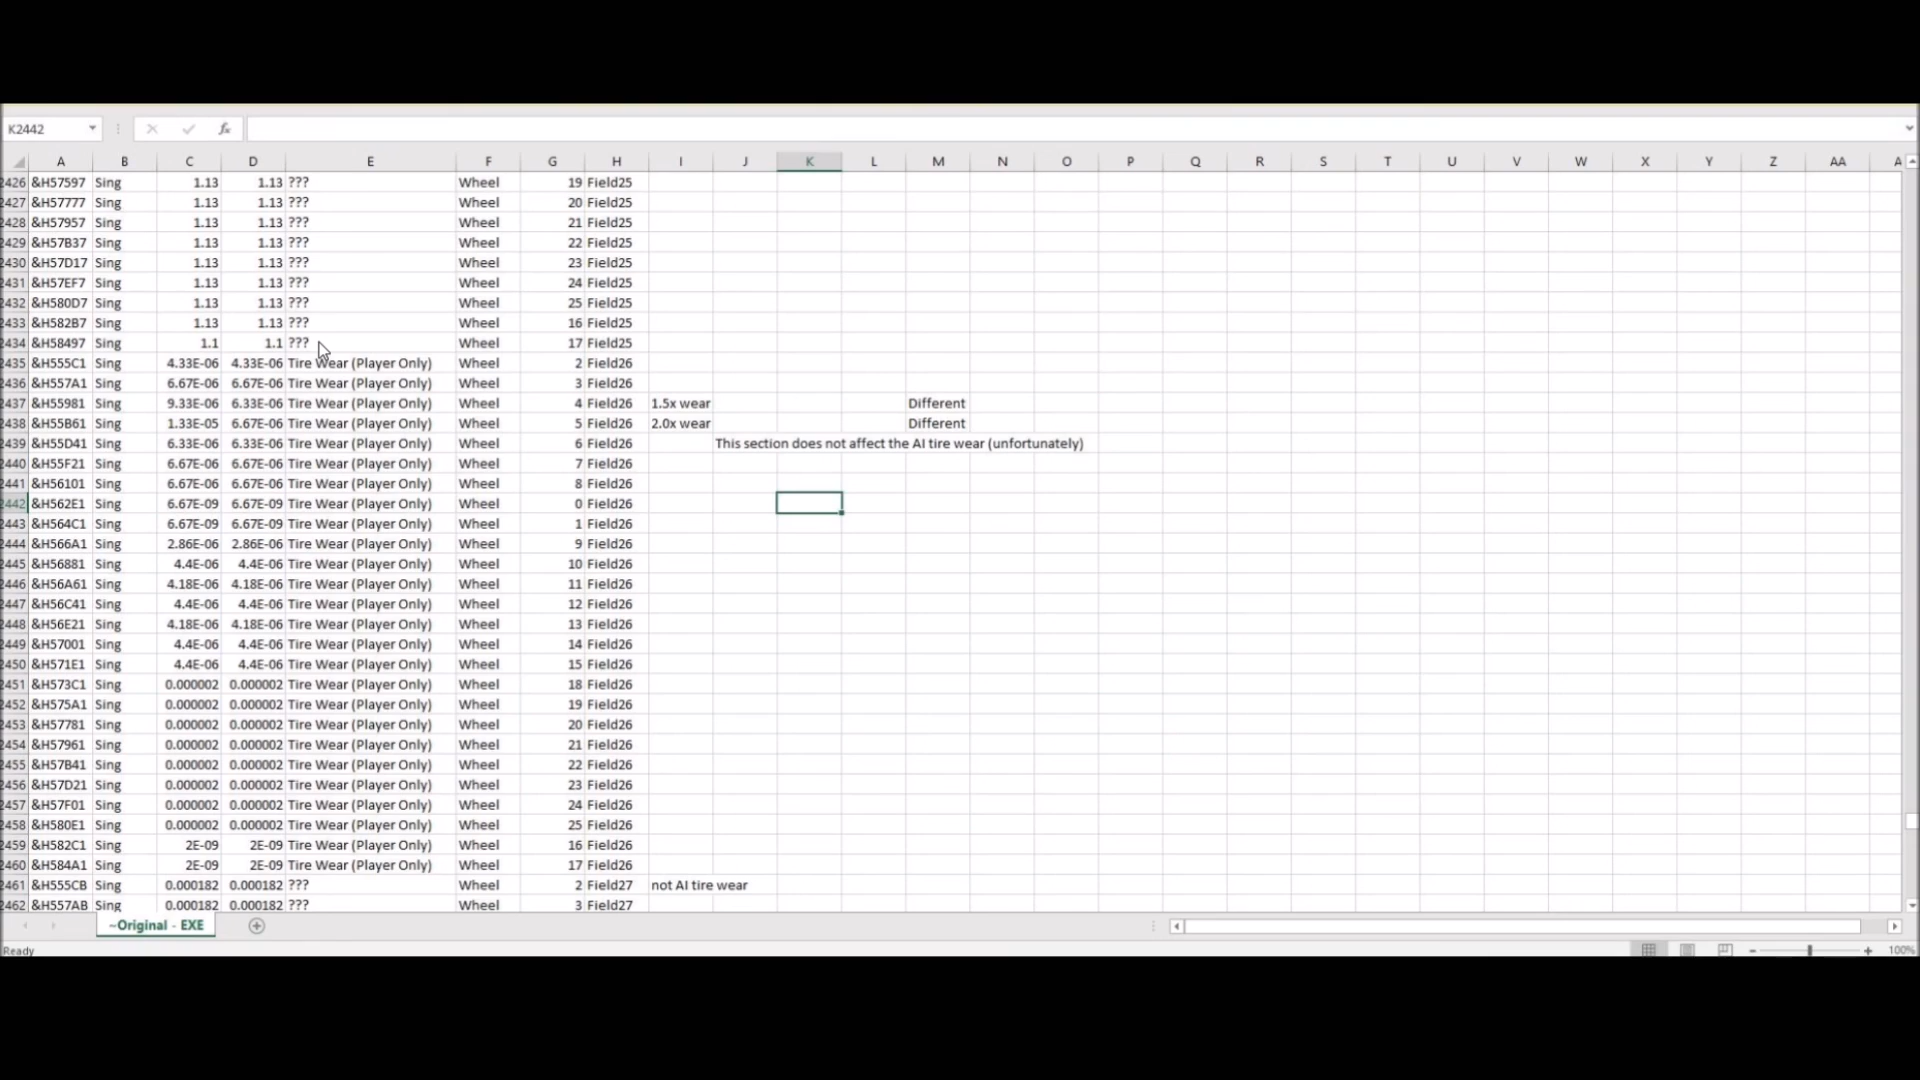 K2442
fx
A B C D E F G H I J K L M N O P Q R S T U V W X Y Z AA A
2426 &H57597 Sing 1.13 1.13 ??? Wheel 19 Field25
2427 &H57777 Sing 1.13 1.13 ??? Wheel 20 Field25
2428 &H57957 Sing 1.13 1.13 ??? Wheel 21 Field25
2429 &H57B37 Sing 1.13 1.13 ??? Wheel 22 Field25
2430 &H57D17 Sing 1.13 1.13 ??? Wheel 23 Field25
2431 &H57EF7 Sing 1.13 1.13 ??? Wheel 24 Field25
2432 &H580D7 Sing 1.13 1.13 ??? Wheel 25 Field25
2433 &H582B7 Sing 1.13 1.13 ??? Wheel 16 Field25
2434 &H58497 Sing 1.1 1.1 ??? Wheel 17 Field25
2435 &H555C1 Sing 4.33E-06 4.33E-06 Tire Wear (Player Only) Wheel 2 Field26
2436 &H557A1 Sing 6.67E-06 6.67E-06 Tire Wear (Player Only) Wheel 3 Field26
2437 &H55981 Sing 9.33E-06 6.33E-06 Tire Wear (Player Only) Wheel 4 Field26 1.5x wear Different
2438 &H55B61 Sing 1.33E-05 6.67E-06 Tire Wear (Player Only) Wheel 5 Field26 2.0x wear Different
2439 &H55D41 Sing 6.33E-06 6.33E-06 Tire Wear (Player Only) Wheel 6 Field26 This section does not affect the AI tire wear (unfortunately)
2440 &H55F21 Sing 6.67E-06 6.67E-06 Tire Wear (Player Only) Wheel 7 Field26
2441 &H56101 Sing 6.67E-06 6.67E-06 Tire Wear (Player Only) Wheel 8 Field26
2442 &H562E1 Sing 6.67E-09 6.67E-09 Tire Wear (Player Only) Wheel 0 Field26
2443 &H564C1 Sing 6.67E-09 6.67E-09 Tire Wear (Player Only) Wheel 1 Field26
2444 &H566A1 Sing 2.86E-06 2.86E-06 Tire Wear (Player Only) Wheel 9 Field26
2445 &H56881 Sing 4.4E-06 4.4E-06 Tire Wear (Player Only) Wheel 10 Field26
2446 &H56A61 Sing 4.18E-06 4.18E-06 Tire Wear (Player Only) Wheel 11 Field26
2447 &H56C41 Sing 4.4E-06 4.4E-06 Tire Wear (Player Only) Wheel 12 Field26
2448 &H56E21 Sing 4.18E-06 4.18E-06 Tire Wear (Player Only) Wheel 13 Field26
2449 &H57001 Sing 4.4E-06 4.4E-06 Tire Wear (Player Only) Wheel 14 Field26
2450 &H571E1 Sing 4.4E-06 4.4E-06 Tire Wear (Player Only) Wheel 15 Field26
2451 &H573C1 Sing 0.000002 0.000002 Tire Wear (Player Only) Wheel 18 Field26
2452 &H575A1 Sing 0.000002 0.000002 Tire Wear (Player Only) Wheel 19 Field26
2453 &H57781 Sing 0.000002 0.000002 Tire Wear (Player Only) Wheel 20 Field26
2454 &H57961 Sing 0.000002 0.000002 Tire Wear (Player Only) Wheel 21 Field26
2455 &H57B41 Sing 0.000002 0.000002 Tire Wear (Player Only) Wheel 22 Field26
2456 &H57D21 Sing 0.000002 0.000002 Tire Wear (Player Only) Wheel 23 Field26
2457 &H57F01 Sing 0.000002 0.000002 Tire Wear (Player Only) Wheel 24 Field26
2458 &H580E1 Sing 0.000002 0.000002 Tire Wear (Player Only) Wheel 25 Field26
2459 &H582C1 Sing 2E-09 2E-09 Tire Wear (Player Only) Wheel 16 Field26
2460 &H584A1 Sing 2E-09 2E-09 Tire Wear (Player Only) Wheel 17 Field26
2461 &H555CB Sing 0.000182 0.000182 ??? Wheel 2 Field27 not AI tire wear
2462 &H557AB Sing 0.000182 0.000182 ??? Wheel 3 Field27
~Original - EXE
Ready
100%